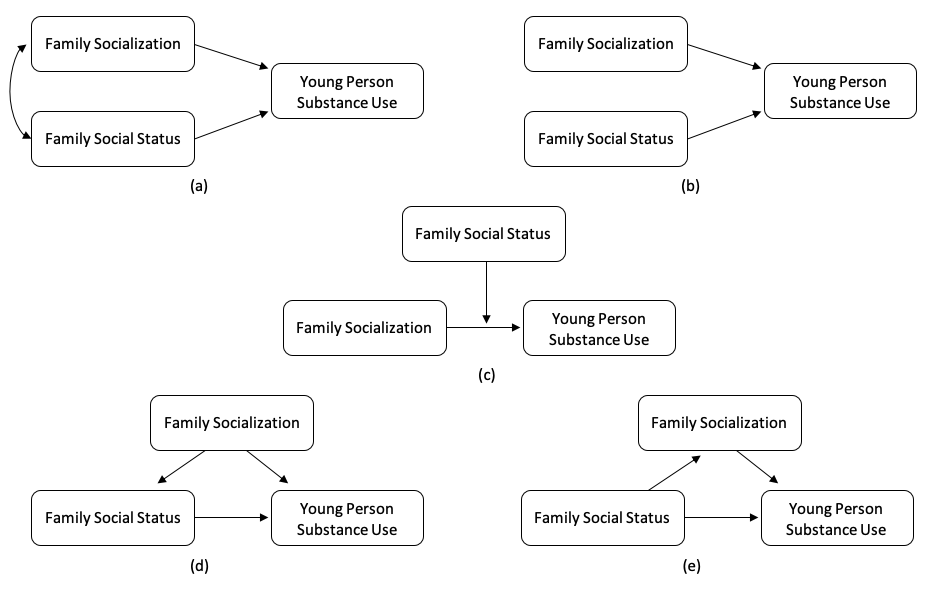 Family Socialization
Young Person
Substance Use
Family Social Status
(a)
Family Socialization
Young Person
Substance Use
Family Social Status
(b)
Family Social Status
Family Socialization
Young Person
Substance Use
(c)
Family Socialization
Family Social Status
Young Person
Substance Use
(d)
Family Socialization
Family Social Status
Young Person
Substance Use
(e)